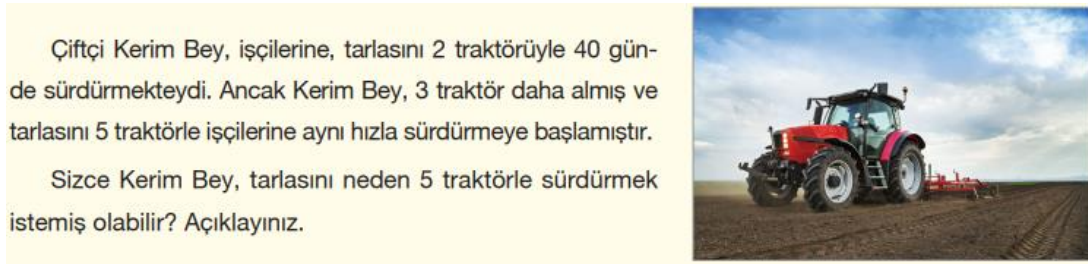 Çiftçi Kerim Bey, işçilerine, tarlasını 2 traktörüyle 40 gün-
de sürdürmekteydi. Ancak Kerim Bey, 3 traktör daha almış ve
tarlasını 5 traktörle işçilerine aynı hızla sürdürmeye başlamıştır.
Sizce Kerim Bey, tarlasını neden 5 traktörle sürdürmek
istemiş olabilir? Açıklayınız.